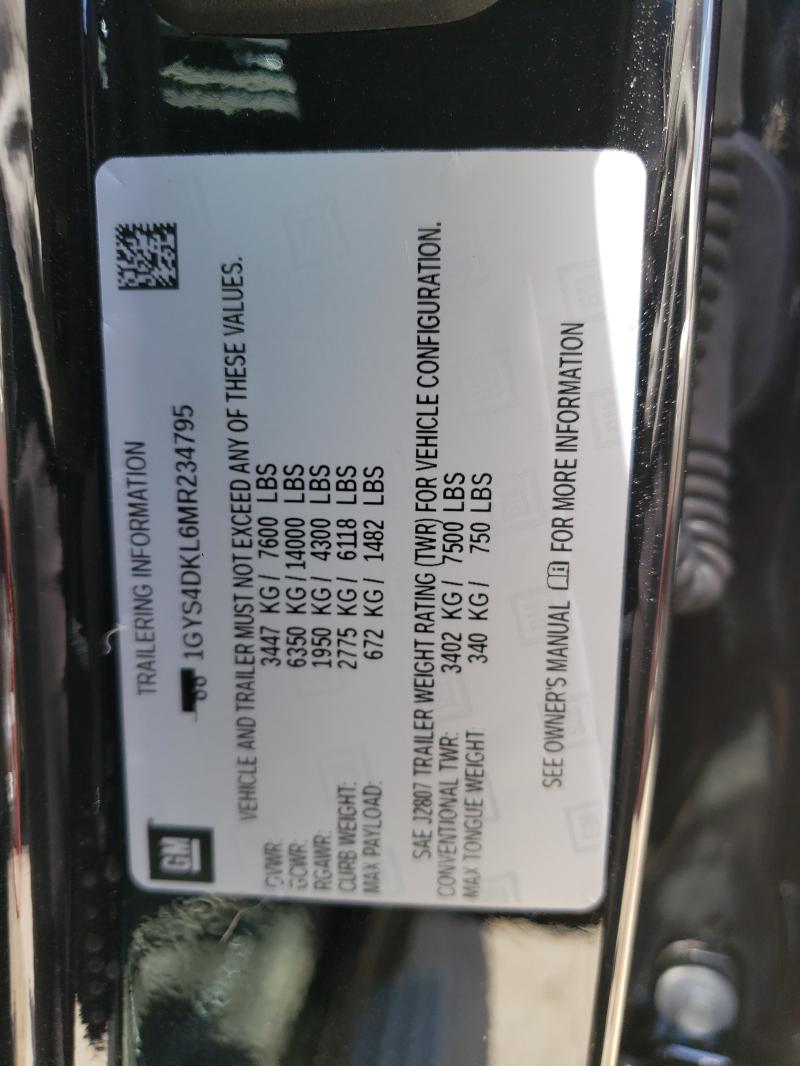 TRAILERING INFORMATION
GM
1GYS4DKL6MR234795
VEHICLE AND TRAILER MUST NOT EXCEED ANY OF THESE VALUES.
GVWR: 3447 KG / 7600 LBS
GCWR: 6350 KG / 14000 LBS
RGAWR: 1950 KG / 4300 LBS
CURB WEIGHT: 2775 KG / 6118 LBS
MAX PAYLOAD: 672 KG / 1482 LBS
SAE J2807 TRAILER WEIGHT RATING (TWR) FOR VEHICLE CONFIGURATION.
CONVENTIONAL TWR: 3402 KG / 7500 LBS
MAX TONGUE WEIGHT: 340 KG / 750 LBS
SEE OWNER'S MANUAL FOR MORE INFORMATION